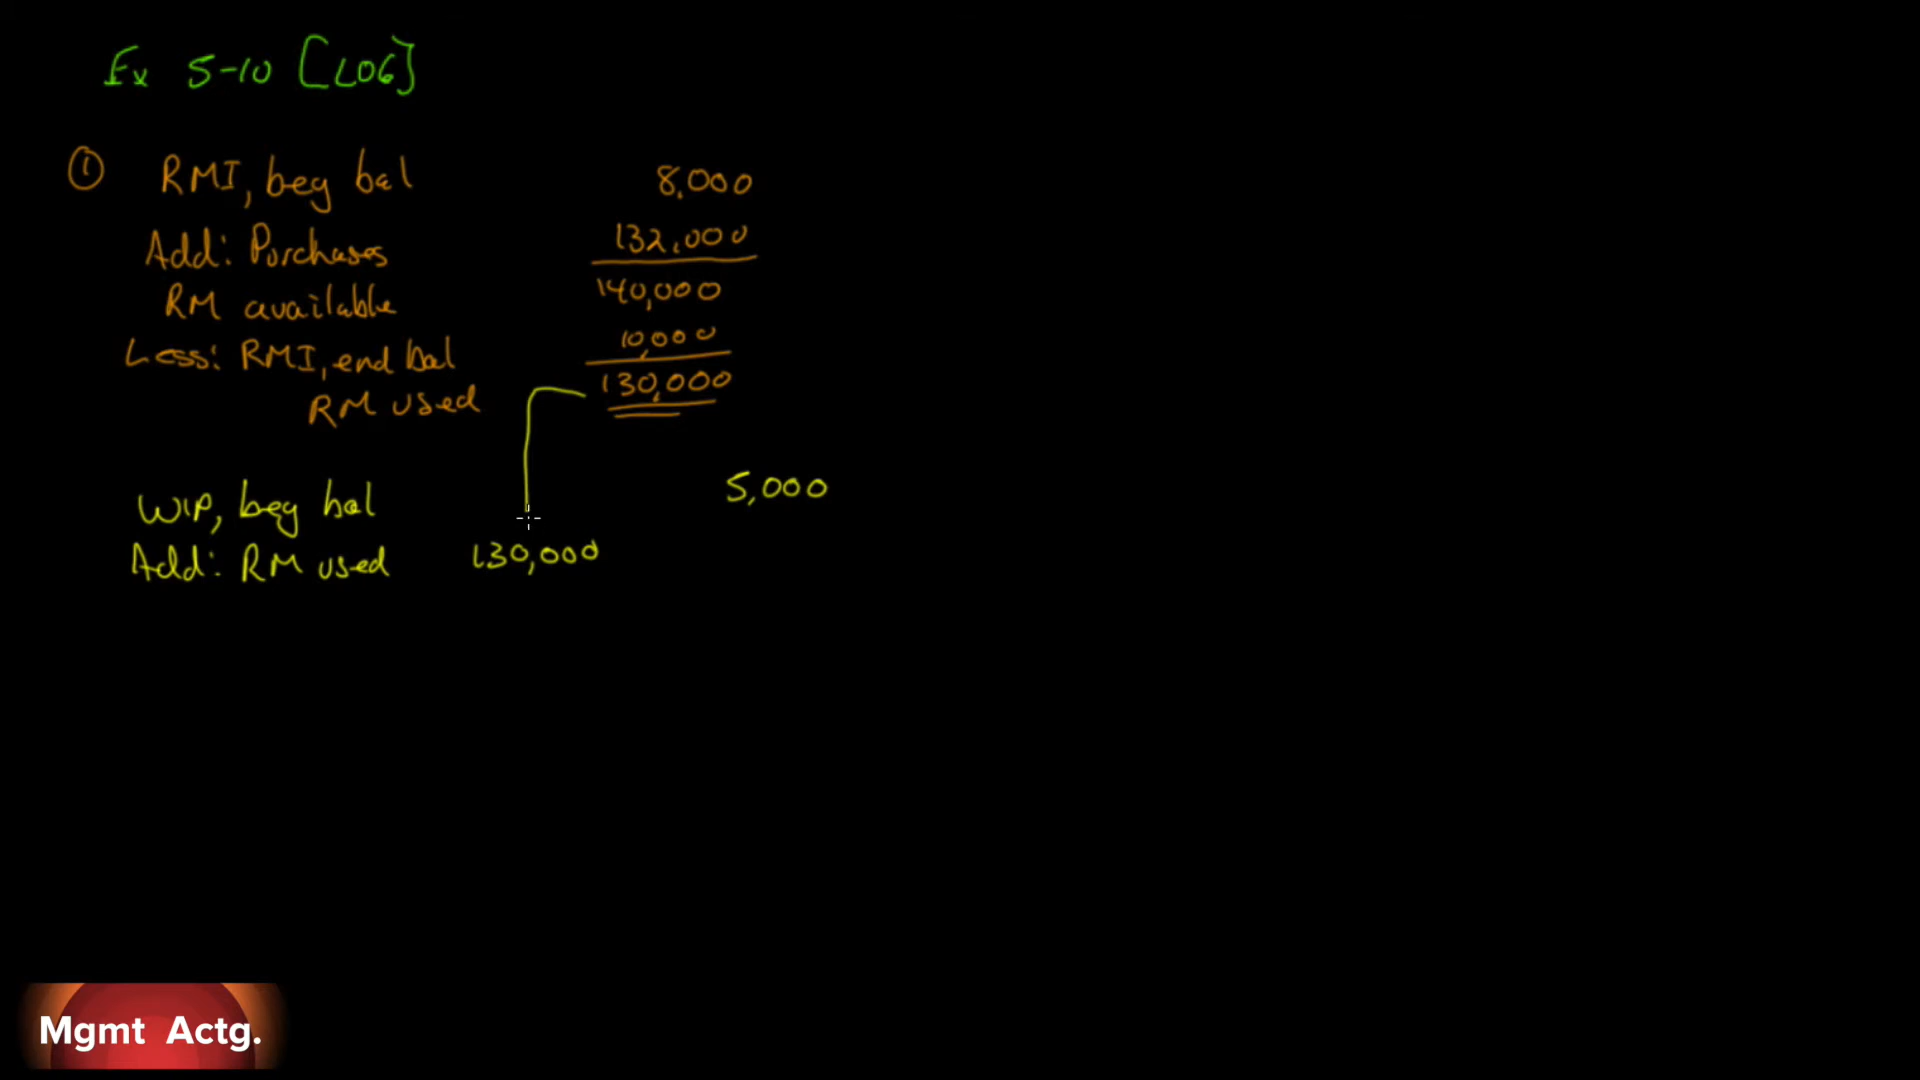 Ex 5-10 [LO6]
① RMI, beg bal 8,000
Add: Purchases 132,000
RM available 140,000
Less: RMI, end bal 10,000
RM used 130,000
WIP, beg bal 5,000
Add: RM used 130,000
Mgmt Actg.